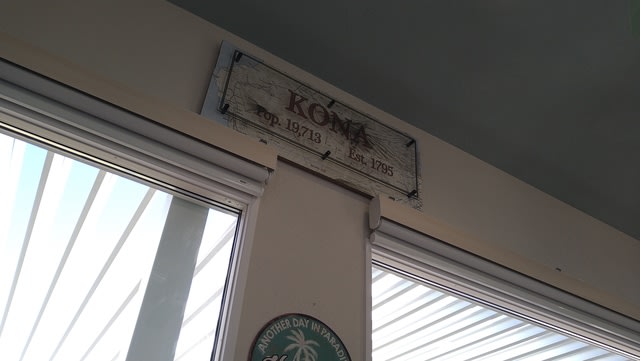 KONA
Pop. 19,713 Est. 1795
ANOTHER DAY IN PARADI